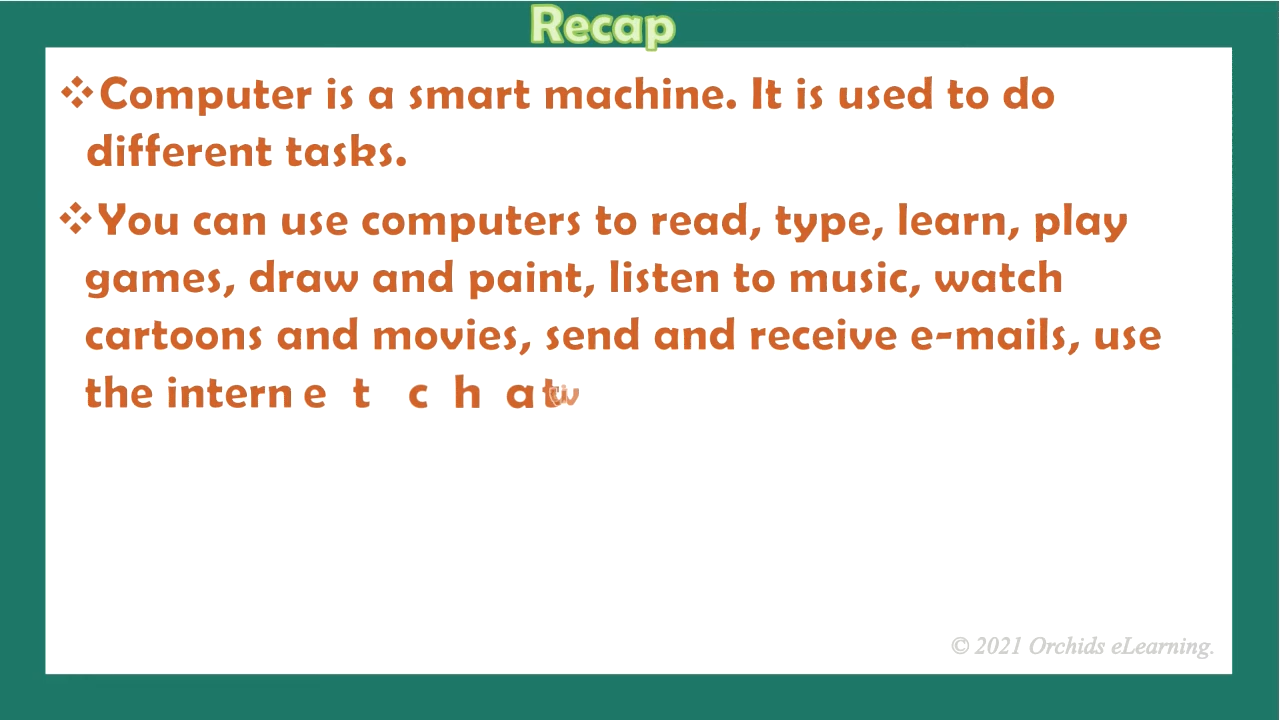 Recap
❖Computer is a smart machine. It is used to do
different tasks.
❖You can use computers to read, type, learn, play
games, draw and paint, listen to music, watch
cartoons and movies, send and receive e-mails, use
the internet chat
© 2021 Orchids eLearning.